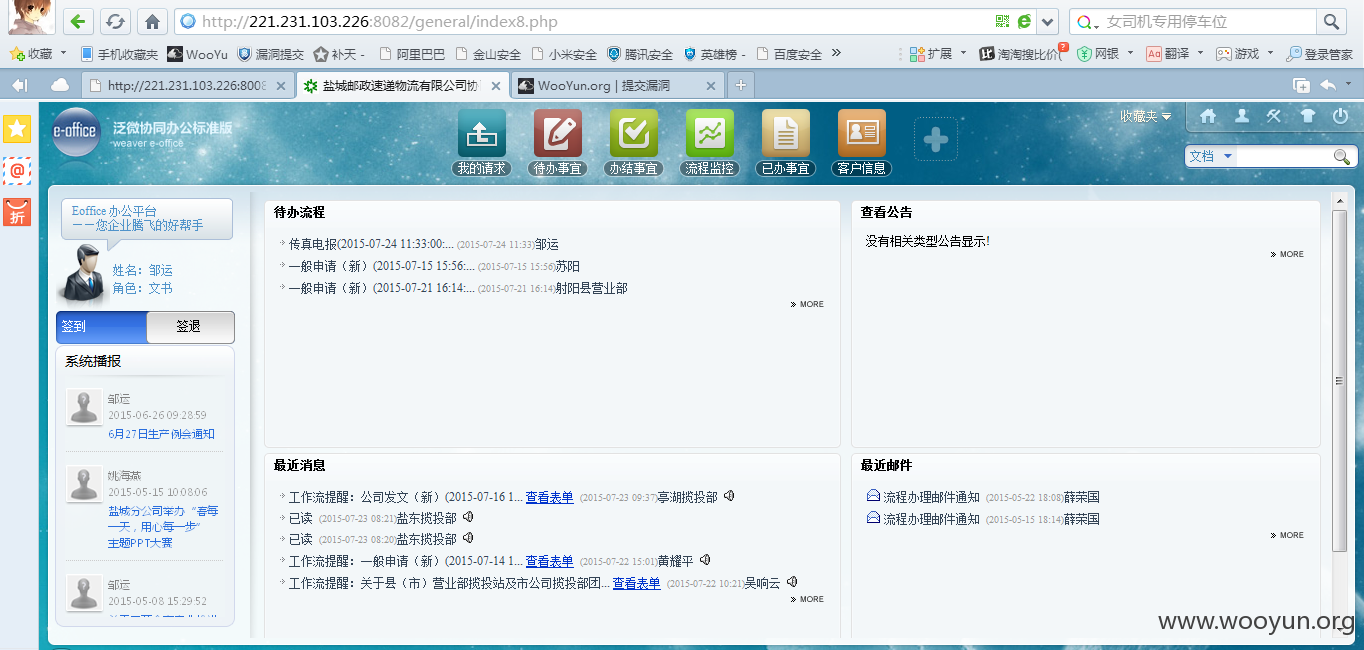 http://221.231.103.226:8082/general/index8.php
女司机专用停车位
收藏 手机收藏夹 WooYu 漏洞提交 补天 - 阿里巴巴 金山安全 小米安全 腾讯安全 英雄榜 - 百度安全 » 扩展 淘淘搜比价( ? 网银 Aa 翻译 游戏 登录管家
http://221.231.103.226:8008 盐城邮政速递物流有限公司协 WooYun.org | 提交漏洞
e-office 泛微协同办公标准版
-weaver e-office
我的请求 待办事宜 办结事宜 流程监控 已办事宜 客户信息
收藏夹
文档
@
折
Eoffice 办公平台
－－您企业腾飞的好帮手
姓名：邹运
角色：文书
签到 签退
系统播报
邹运
2015-06-26 09:28:59
6月27日生产例会通知
姚海燕
2015-05-15 10:08:06
盐城分公司举办“春每
一天，用心每一步”
主题PPT大赛
邹运
2015-05-08 15:29:52
待办流程
传真电报(2015-07-24 11:33:00:... (2015-07-24 11:33)邹运
一般申请（新）(2015-07-15 15:56:... (2015-07-15 15:56)苏阳
一般申请（新）(2015-07-21 16:14:... (2015-07-21 16:14)射阳县营业部
» MORE
查看公告
没有相关类型公告显示!
» MORE
最近消息
工作流提醒：公司发文（新）(2015-07-16 1... 查看表单 (2015-07-23 09:37)亭湖揽投部
已读 (2015-07-23 08:21)盐东揽投部
已读 (2015-07-23 08:20)盐东揽投部
工作流提醒：一般申请（新）(2015-07-14 1... 查看表单 (2015-07-22 15:01)黄耀平
工作流提醒：关于县（市）营业部揽投站及市公司揽投部团... 查看表单 (2015-07-22 10:21)吴响云
» MORE
最近邮件
流程办理邮件通知 (2015-05-22 18:08)薛荣国
流程办理邮件通知 (2015-05-15 18:14)薛荣国
» MORE
www.wooyun.org